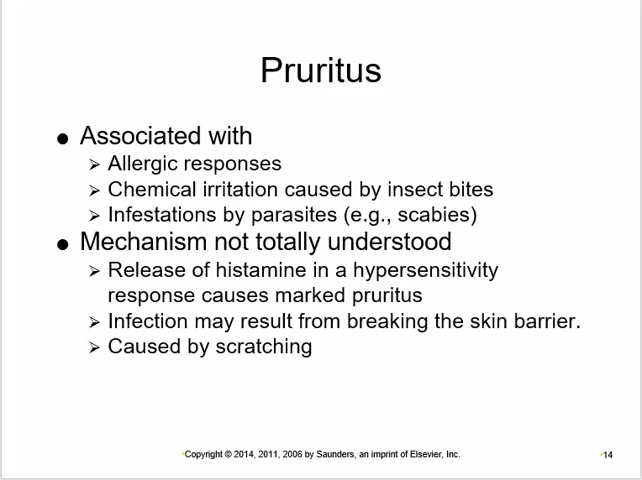 Pruritus
● Associated with
➢ Allergic responses
➢ Chemical irritation caused by insect bites
➢ Infestations by parasites (e.g., scabies)
● Mechanism not totally understood
➢ Release of histamine in a hypersensitivity
response causes marked pruritus
➢ Infection may result from breaking the skin barrier.
➢ Caused by scratching
•Copyright © 2014, 2011, 2006 by Saunders, an imprint of Elsevier, Inc.
•14